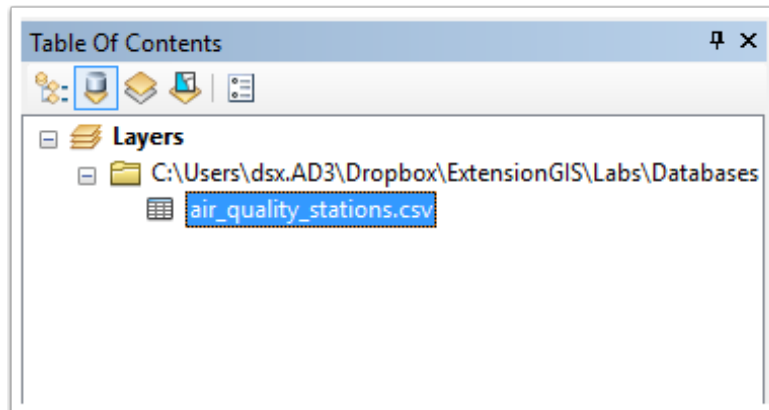 Table Of Contents
Layers
C:\Users\dsx.AD3\Dropbox\ExtensionGIS\Labs\Databases
air_quality_stations.csv